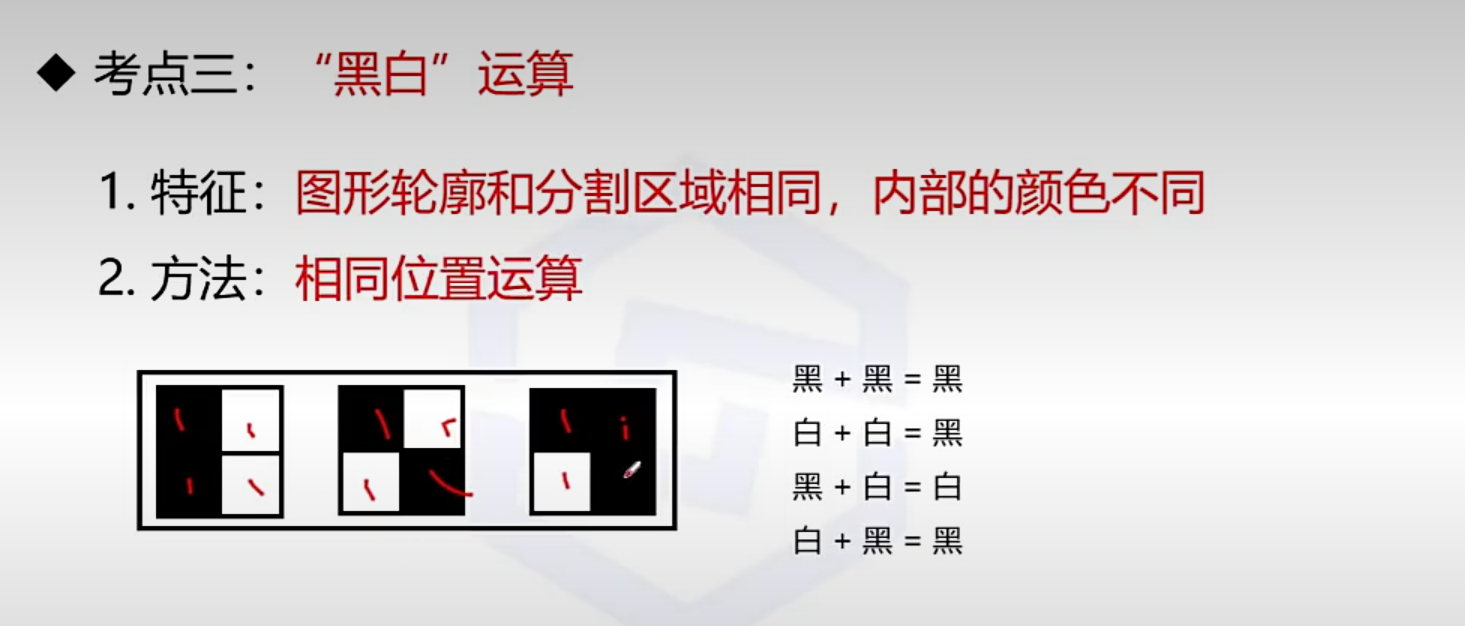 ◆ 考点三：“黑白”运算
1. 特征：图形轮廓和分割区域相同，内部的颜色不同
2. 方法：相同位置运算
黑 + 黑 = 黑
白 + 白 = 黑
黑 + 白 = 白
白 + 黑 = 黑